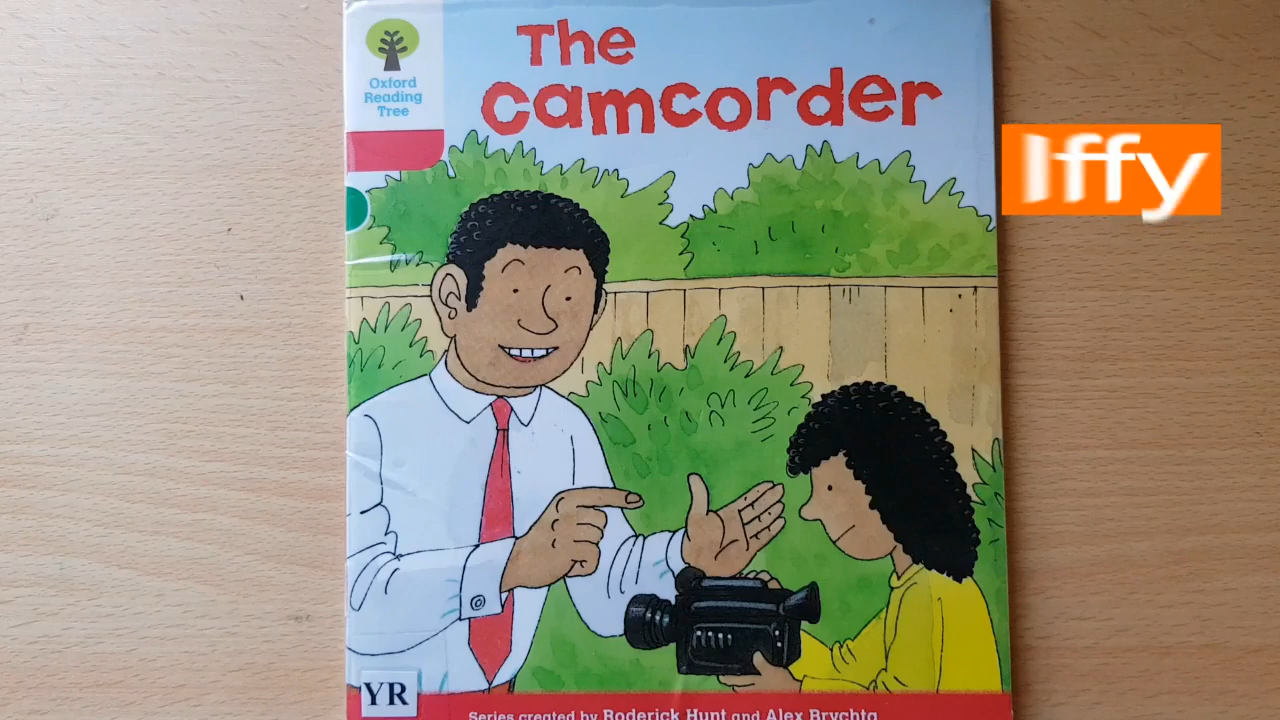 Oxford
Reading
Tree
The
camcorder
Iffy
YR
Series created by Roderick Hunt and Alex Brychta